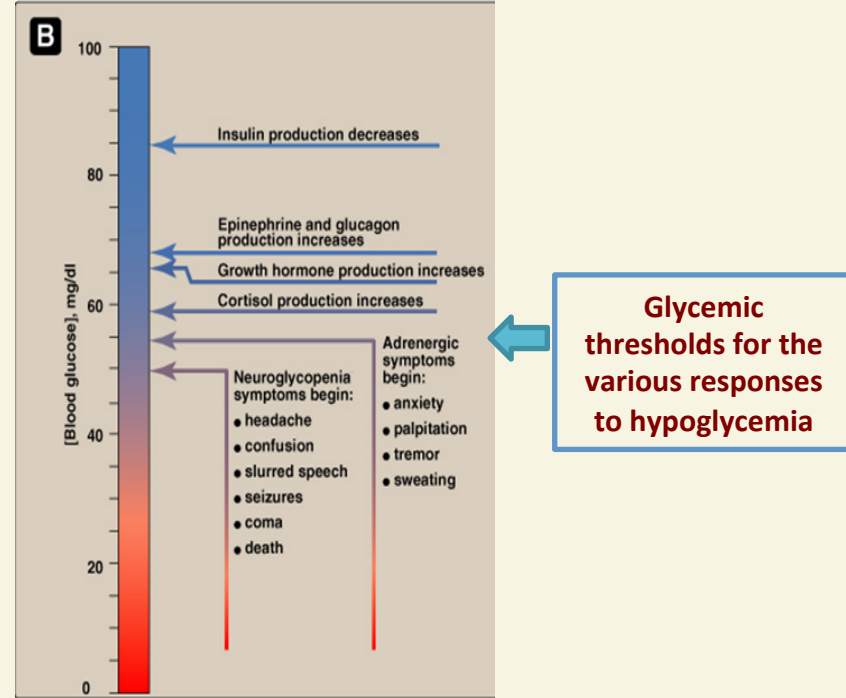 B
[Blood glucose], mg/dl
100
80
60
40
20
0
Insulin production decreases
Epinephrine and glucagon
production increases
Growth hormone production increases
Cortisol production increases
Neuroglycopenia
symptoms begin:
• headache
• confusion
• slurred speech
• seizures
• coma
• death
Adrenergic
symptoms
begin:
• anxiety
• palpitation
• tremor
• sweating
Glycemic
thresholds for the
various responses
to hypoglycemia